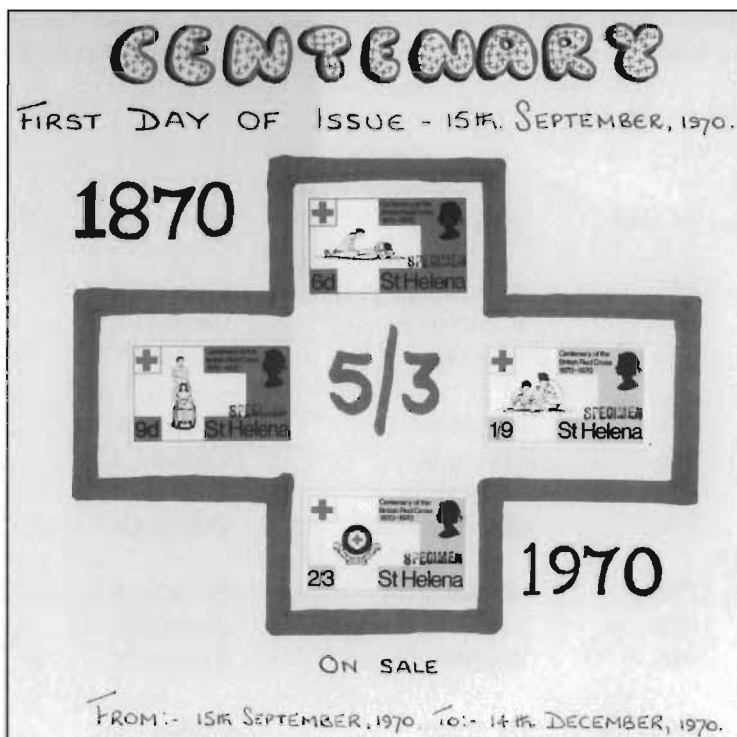 CENTENARY
FIRST DAY OF ISSUE - 15th. SEPTEMBER, 1970.
1870
Centenary of the
British Red Cross
1870-1970
SPECIMEN
6d St Helena
5/3
Centenary of the
British Red Cross
1870-1970
SPECIMEN
9d St Helena
Centenary of the
British Red Cross
1870-1970
SPECIMEN
1/9 St Helena
Centenary of the
British Red Cross
1870-1970
SPECIMEN
2/3 St Helena
1970
ON SALE
FROM:- 15th SEPTEMBER, 1970. TO:- 14th DECEMBER, 1970.